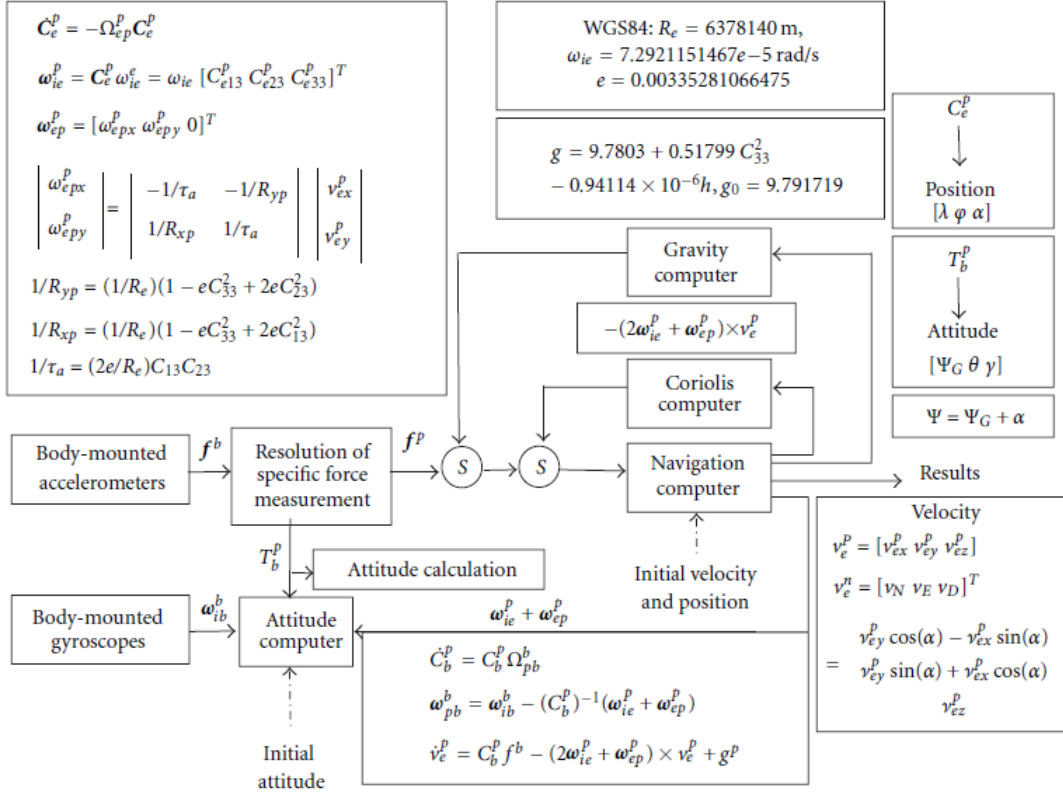 Ċ_e^p = −Ω_ep^p C_e^p
ω_ie^p = C_e^p ω_ie^e = ω_ie [C_e13^p C_e23^p C_e33^p]^T
ω_ep^p = [ω_epx^p ω_epy^p 0]^T
| ω_epx^p | = | −1/τ_a −1/R_yp | | v_ex^p |
| ω_epy^p | | 1/R_xp 1/τ_a | | v_ey^p |
1/R_yp = (1/R_e)(1 − eC_33^2 + 2eC_23^2)
1/R_xp = (1/R_e)(1 − eC_33^2 + 2eC_13^2)
1/τ_a = (2e/R_e)C_13 C_23
WGS84: R_e = 6378140 m,
ω_ie = 7.2921151467e−5 rad/s
e = 0.00335281066475
g = 9.7803 + 0.51799 C_33^2
− 0.94114 × 10^−6 h, g_0 = 9.791719
C_e^p
Position
[λ φ α]
T_b^p
Attitude
[Ψ_G θ γ]
Ψ = Ψ_G + α
Gravity
computer
−(2ω_ie^p + ω_ep^p)×v_e^p
Coriolis
computer
Body-mounted
accelerometers
f^b
Resolution of
specific force
measurement
f^p
S
S
Navigation
computer
Results
T_b^p
Attitude calculation
Initial velocity
and position
Body-mounted
gyroscopes
ω_ib^b
Attitude
computer
ω_ie^p + ω_ep^p
Initial
attitude
Ċ_b^p = C_b^p Ω_pb^b
ω_pb^b = ω_ib^b − (C_b^p)^−1(ω_ie^p + ω_ep^p)
v̇_e^p = C_b^p f^b − (2ω_ie^p + ω_ep^p) × v_e^p + g^p
Velocity
v_e^p = [v_ex^p v_ey^p v_ez^p]
v_e^n = [v_N v_E v_D]^T
v_ey^p cos(α) − v_ex^p sin(α)
= v_ey^p sin(α) + v_ex^p cos(α)
v_ez^p